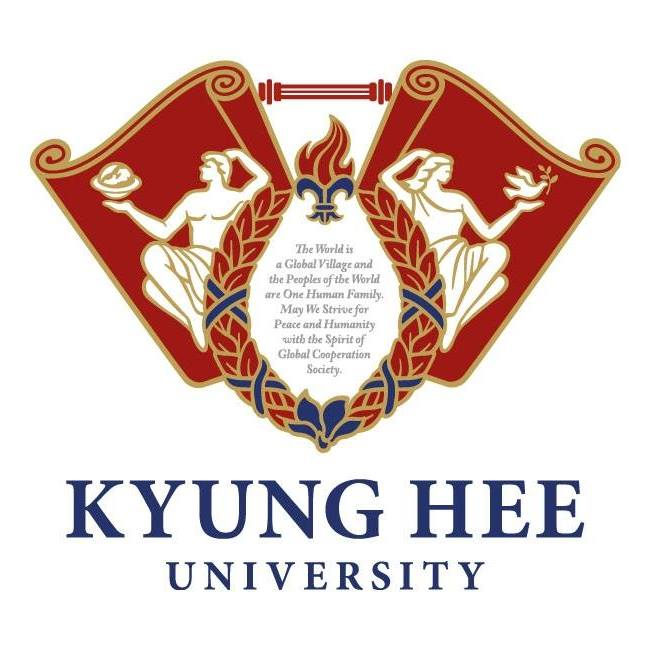 The World is
a Global Village and
the Peoples of the World
are One Human Family.
May We Strive for
Peace and Humanity
with the Spirit of
Global Cooperation
Society.
KYUNG HEE
UNIVERSITY